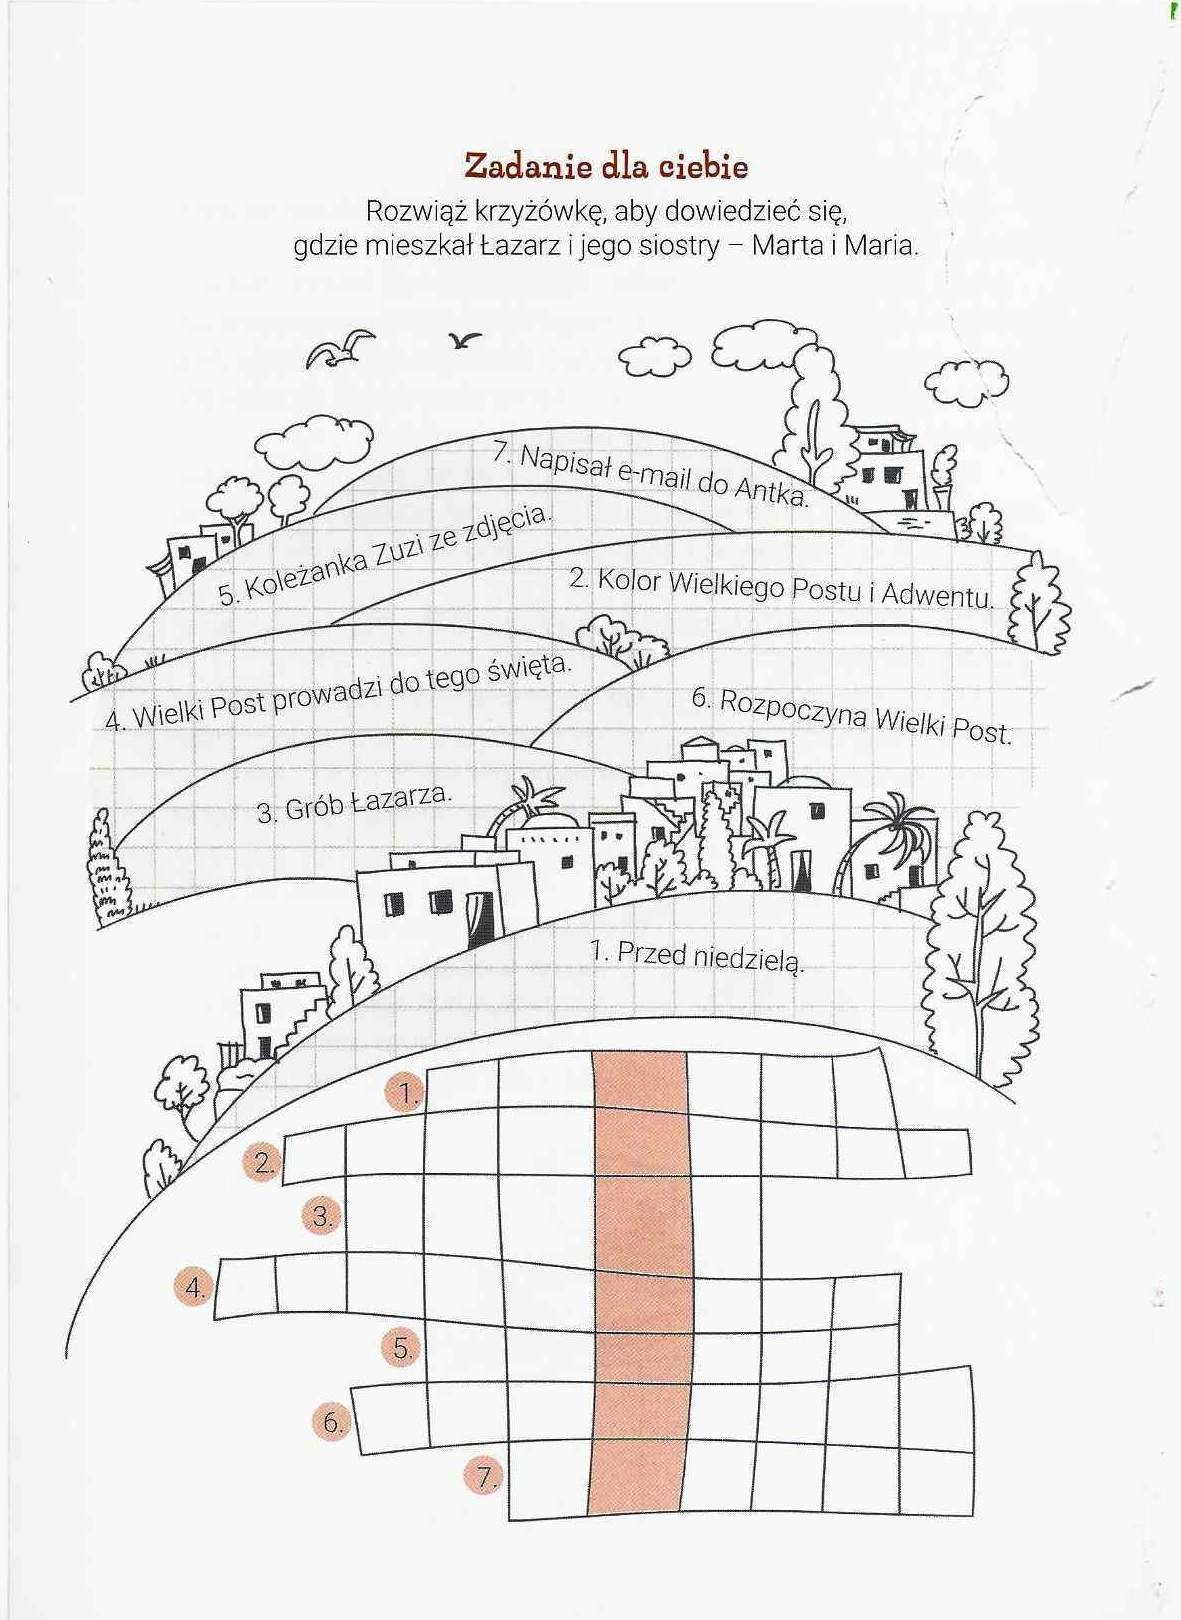 Zadanie dla ciebie
Rozwiąż krzyżówkę, aby dowiedzieć się,
gdzie mieszkał Łazarz i jego siostry – Marta i Maria.
7. Napisał e-mail do Antka.
5. Koleżanka Zuzi ze zdjęcia.
2. Kolor Wielkiego Postu i Adwentu.
4. Wielki Post prowadzi do tego święta.
6. Rozpoczyna Wielki Post.
3. Grób Łazarza.
1. Przed niedzielą.
1.
2.
3.
4.
5.
6.
7.